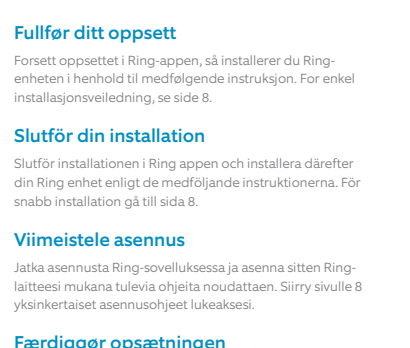 Fullfør ditt oppsett
Forsett oppsettet i Ring-appen, så installerer du Ring-
enheten i henhold til medfølgende instruksjon. For enkel
installasjonsveiledning, se side 8.
Slutför din installation
Slutför installationen i Ring appen och installera därefter
din Ring enhet enligt de medföljande instruktionerna. För
snabb installation gå till sida 8.
Viimeistele asennus
Jatka asennusta Ring-sovelluksessa ja asenna sitten Ring-
laitteesi mukana tulevia ohjeita noudattaen. Siirry sivulle 8
yksinkertaiset asennusohjeet lukeaksesi.
Færdiggør opsætningen